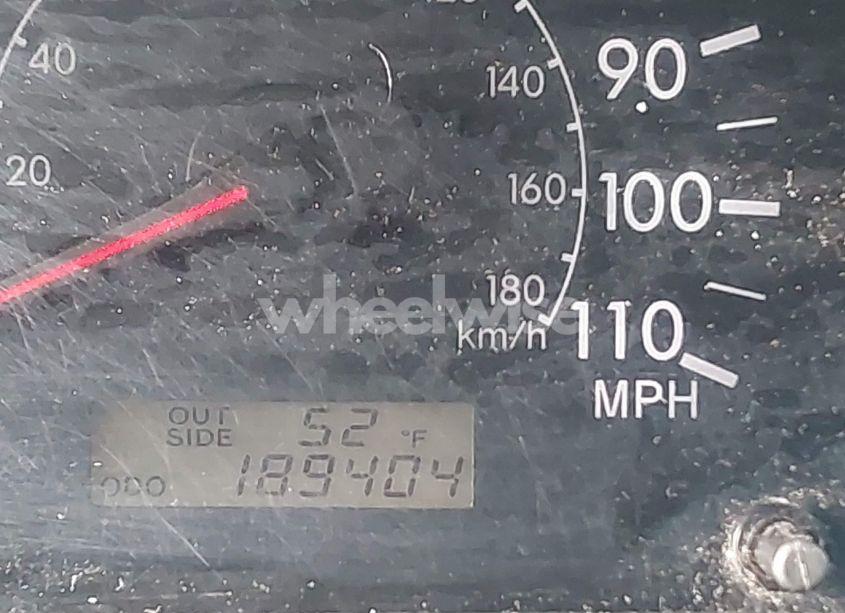 40
140
90
20
160
100
180
wheelwise
km/h
110
MPH
OUT SIDE
52 °F
ODO 189404